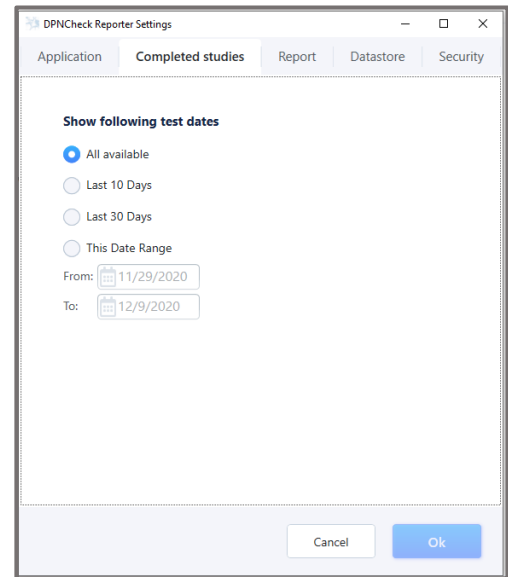 DPNCheck Reporter Settings
Application Completed studies Report Datastore Security
Show following test dates
All available
Last 10 Days
Last 30 Days
This Date Range
From: 11/29/2020
To: 12/9/2020
Cancel Ok